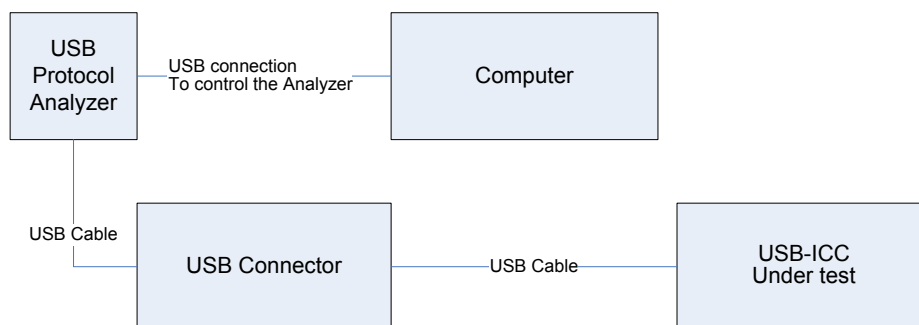 USB
Protocol
Analyzer
USB connection
To control the Analyzer
Computer
USB Cable
USB Connector
USB Cable
USB-ICC
Under test